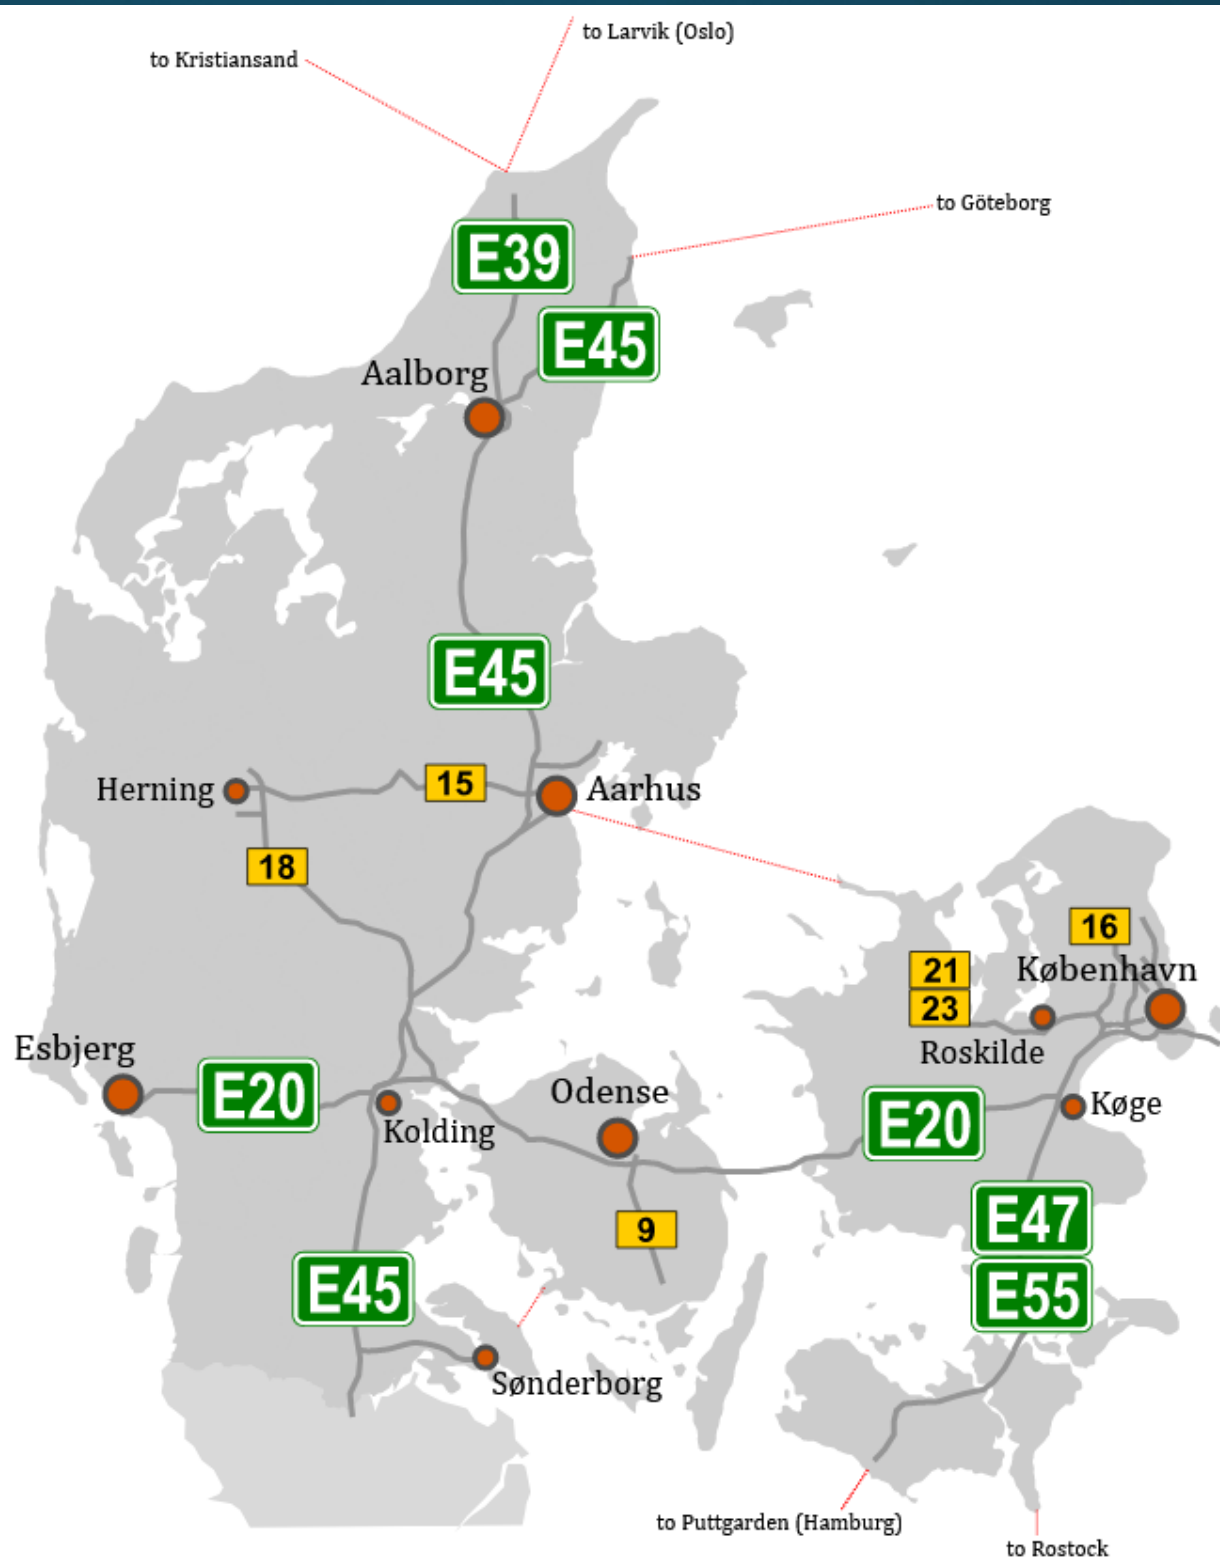 to Larvik (Oslo)
to Kristiansand
to Göteborg
E39
E45
Aalborg
E45
Herning
15
Aarhus
18
16
21
København
23
Roskilde
Esbjerg
E20
Odense
Kolding
E20
Køge
9
E47
E45
E55
Sønderborg
to Puttgarden (Hamburg)
to Rostock